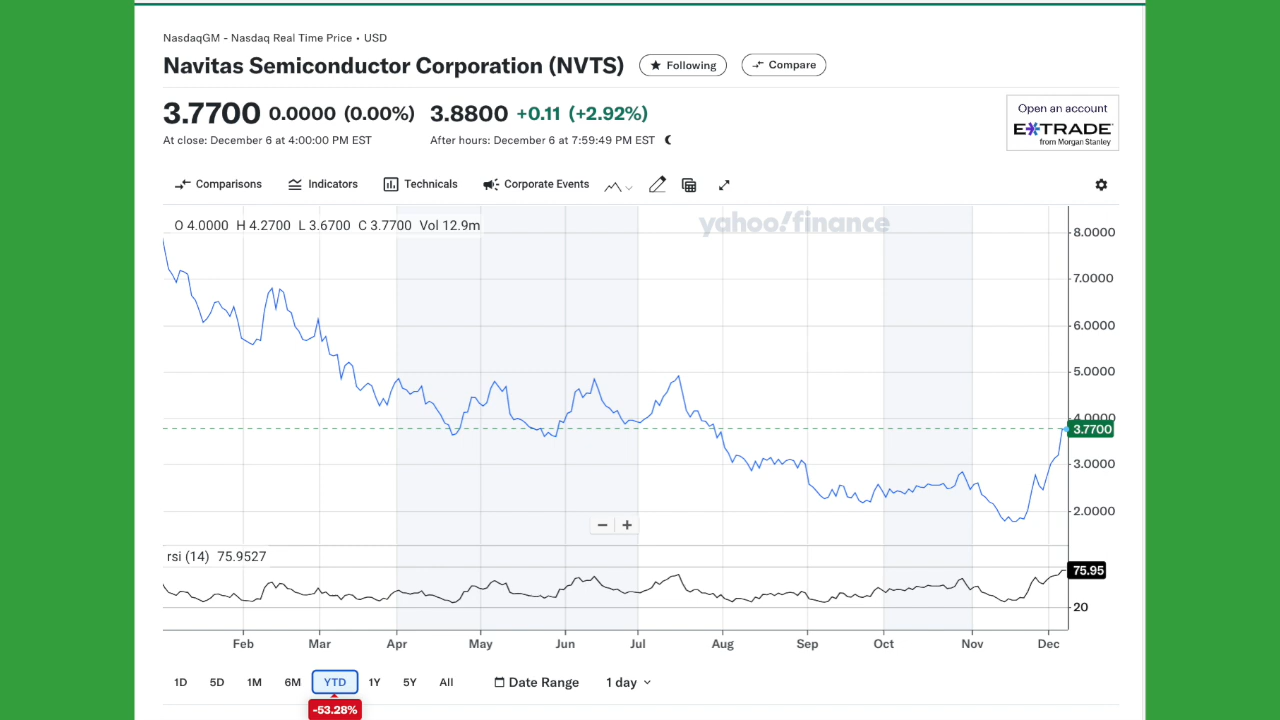 NasdaqGM - Nasdaq Real Time Price • USD
Navitas Semiconductor Corporation (NVTS)
Following
Compare
3.7700 0.0000 (0.00%) 3.8800 +0.11 (+2.92%)
At close: December 6 at 4:00:00 PM EST
After hours: December 6 at 7:59:49 PM EST
Open an account
E*TRADE
from Morgan Stanley
Comparisons Indicators Technicals Corporate Events
O 4.0000 H 4.2700 L 3.6700 C 3.7700 Vol 12.9m
yahoo!finance
8.0000
7.0000
6.0000
5.0000
4.0000
3.7700
3.0000
2.0000
rsi (14) 75.9527
75.95
20
Feb Mar Apr May Jun Jul Aug Sep Oct Nov Dec
1D 5D 1M 6M YTD 1Y 5Y All Date Range 1 day
-53.28%